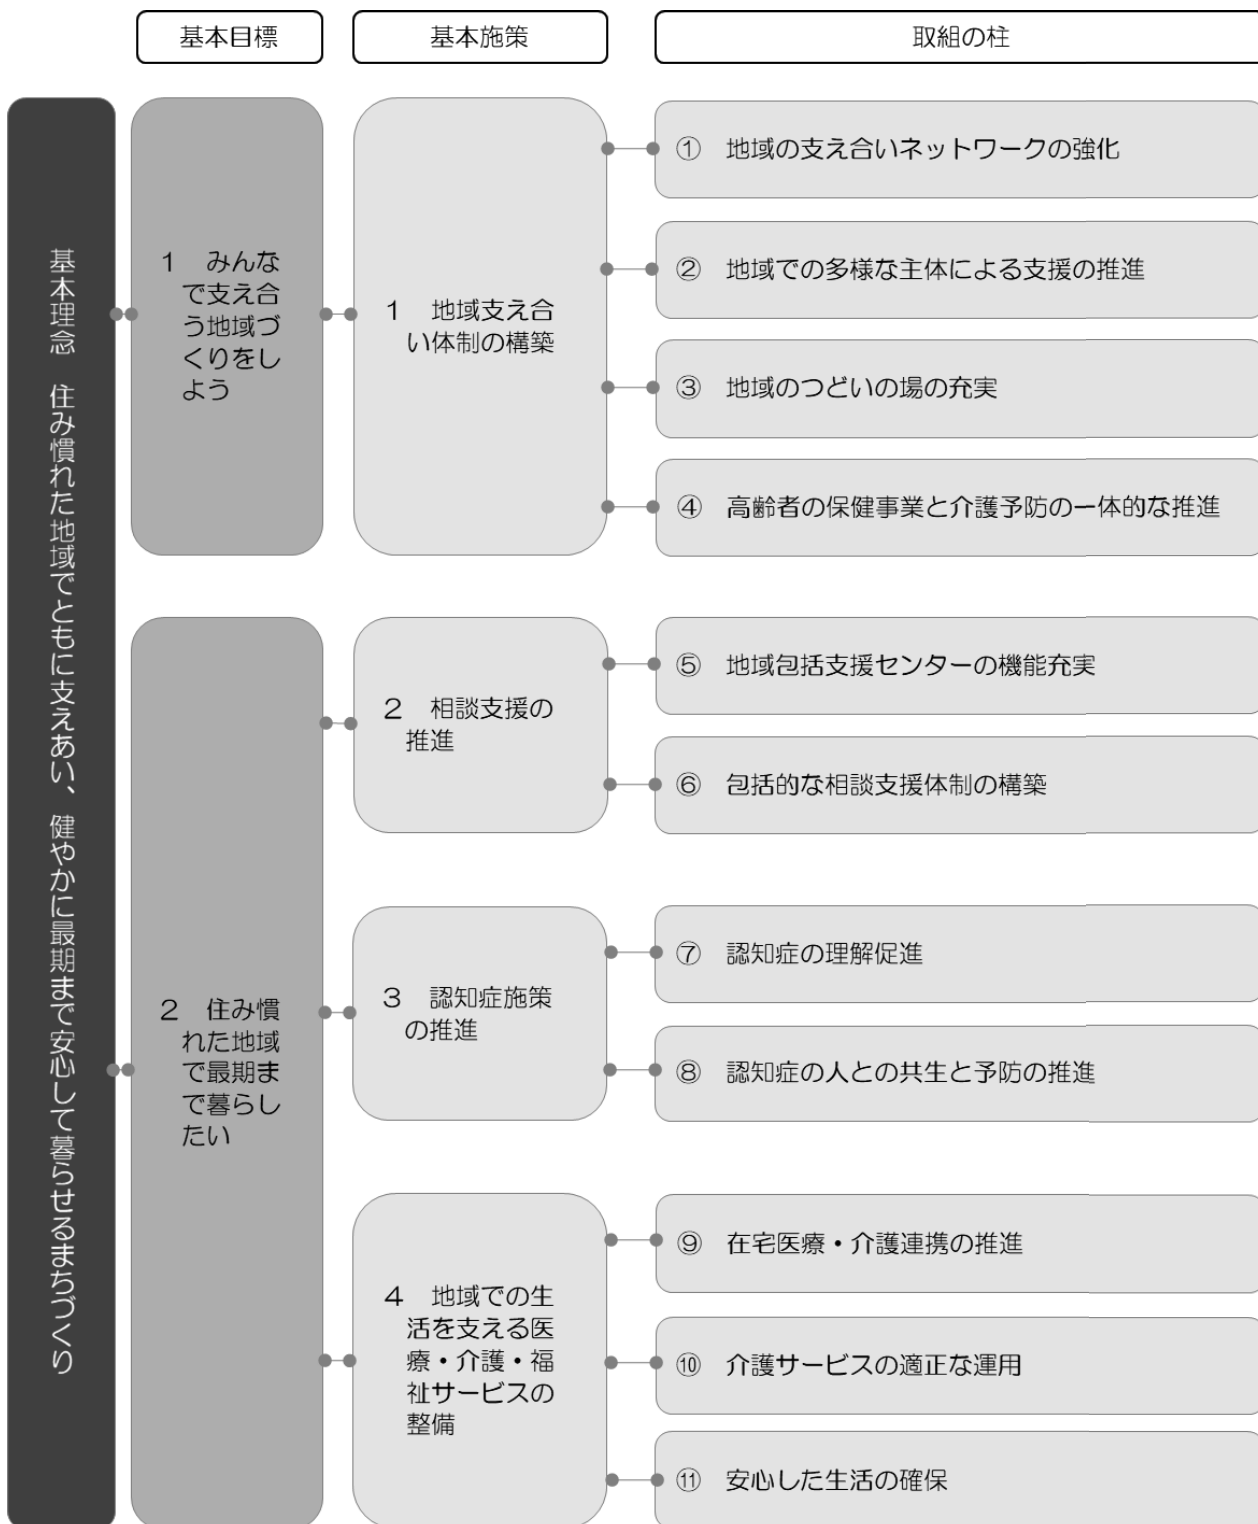 基本目標
基本施策
取組の柱
基本理念　住み慣れた地域でともに支えあい、健やかに最期まで安心して暮らせるまちづくり
１　みんな
で支え合
う地域づ
くりをし
よう
１　地域支え合
い体制の構築
①　地域の支え合いネットワークの強化
②　地域での多様な主体による支援の推進
③　地域のつどいの場の充実
④　高齢者の保健事業と介護予防の一体的な推進
２　住み慣
れた地域
で最期ま
で暮らし
たい
２　相談支援の
推進
⑤　地域包括支援センターの機能充実
⑥　包括的な相談支援体制の構築
３　認知症施策
の推進
⑦　認知症の理解促進
⑧　認知症の人との共生と予防の推進
４　地域での生
活を支える医
療・介護・福
祉サービスの
整備
⑨　在宅医療・介護連携の推進
⑩　介護サービスの適正な運用
⑪　安心した生活の確保